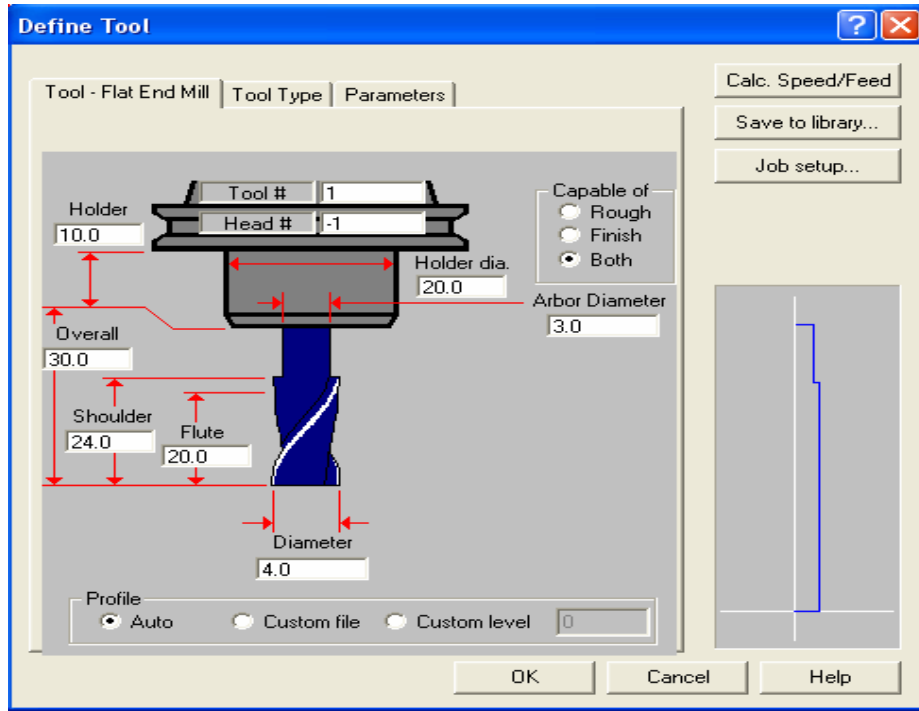 Define Tool
Tool - Flat End Mill
Tool Type
Parameters
Calc. Speed/Feed
Save to library...
Job setup...
Tool # 1
Head # -1
Holder
10.0
Capable of
Rough
Finish
Both
Holder dia.
20.0
Arbor Diameter
3.0
Overall
30.0
Shoulder
24.0
Flute
20.0
Diameter
4.0
Profile
Auto
Custom file
Custom level
0
OK
Cancel
Help